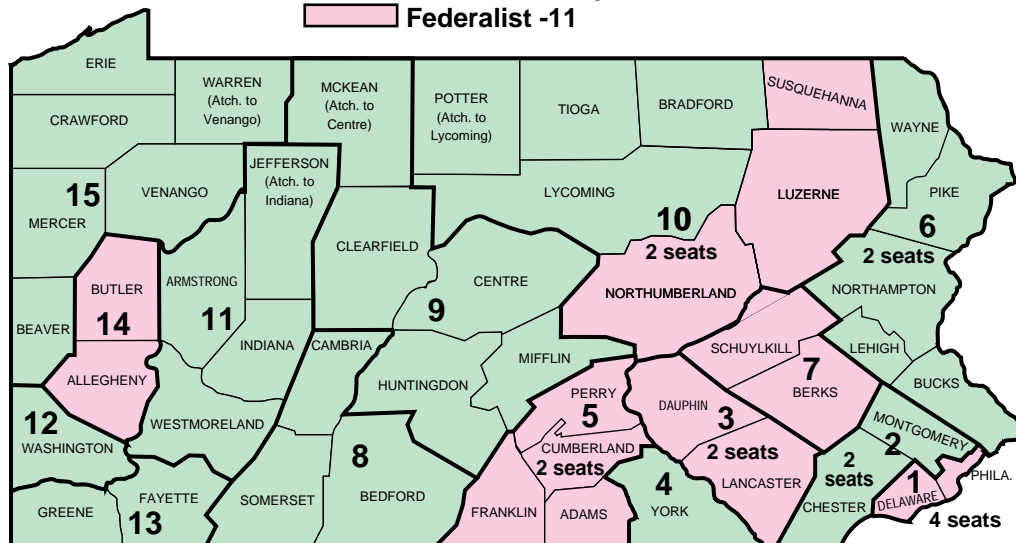 Federalist -11
ERIE
WARREN
(Atch. to
Venango)
MCKEAN
(Atch. to
Centre)
POTTER
(Atch. to
Lycoming)
TIOGA
BRADFORD
SUSQUEHANNA
WAYNE
CRAWFORD
JEFFERSON
(Atch. to
Indiana)
VENANGO
15
MERCER
LYCOMING
LUZERNE
PIKE
10
2 seats
6
2 seats
CLEARFIELD
CENTRE
ARMSTRONG
BUTLER
NORTHUMBERLAND
NORTHAMPTON
BEAVER
14
11
9
INDIANA
CAMBRIA
MIFFLIN
SCHUYLKILL
LEHIGH
7
BERKS
BUCKS
ALLEGHENY
HUNTINGDON
PERRY
5
DAUPHIN
3
12
WASHINGTON
WESTMORELAND
CUMBERLAND
2 seats
2 seats
MONTGOMERY
2
8
2
seats
PHILA.
LANCASTER
1
DELAWARE
4
YORK
CHESTER
4 seats
GREENE
FAYETTE
13
SOMERSET
BEDFORD
FRANKLIN
ADAMS